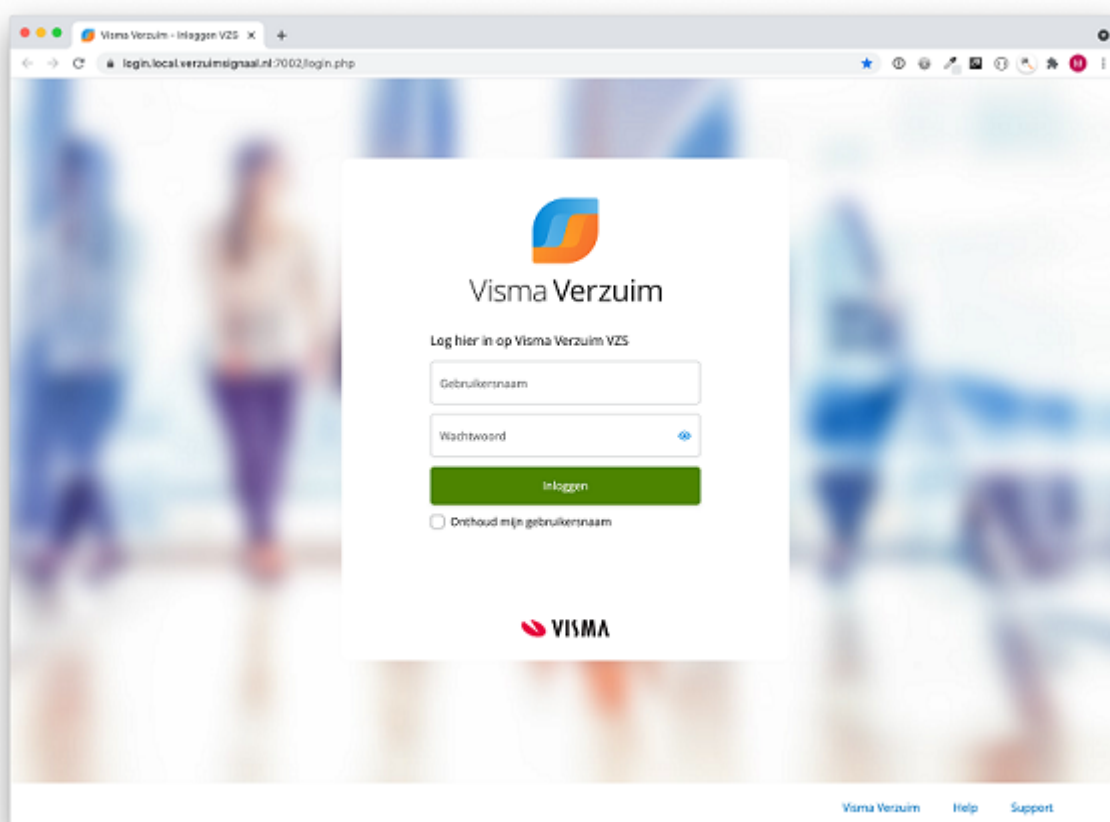 Visma Verzuim - Inloggen VZS
login.local.verzuimsignaal.nl:7002/login.php
Visma Verzuim
Log hier in op Visma Verzuim VZS
Gebruikersnaam
Wachtwoord
Inloggen
Onthoud mijn gebruikersnaam
VISMA
Visma Verzuim Help Support